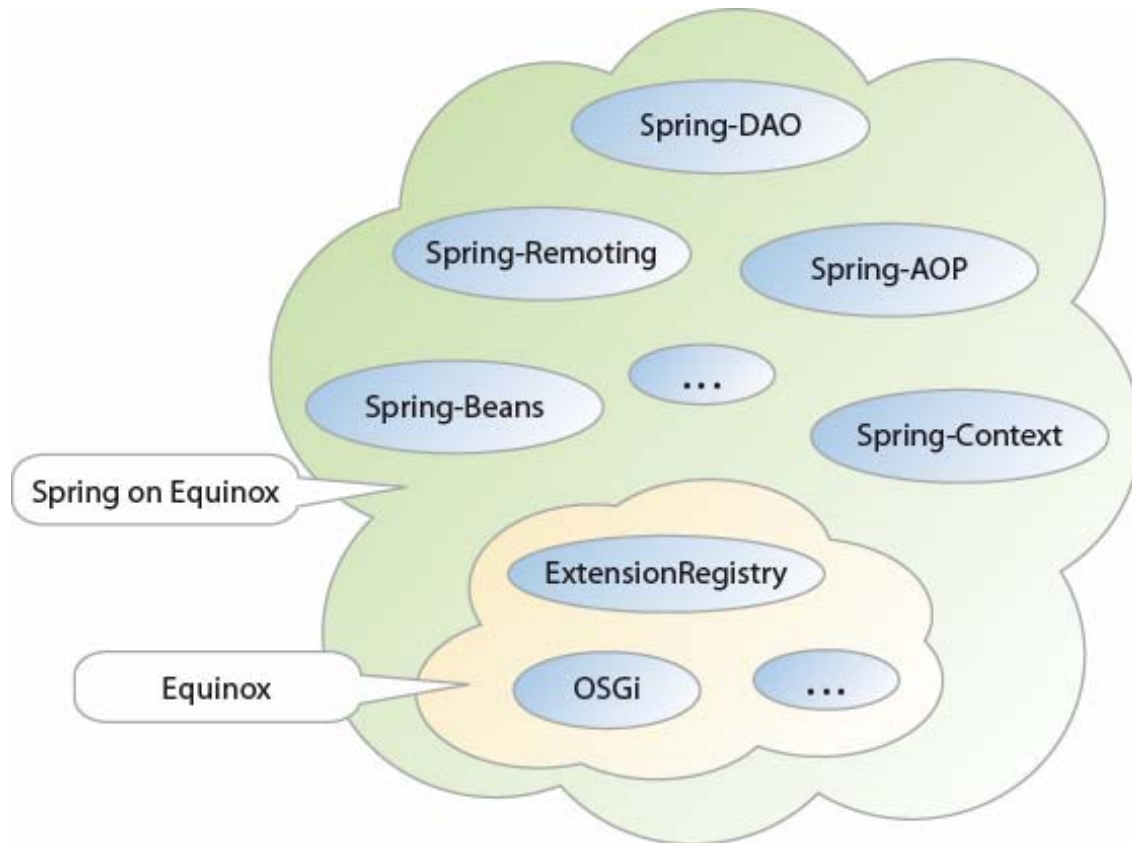 Spring-DAO
Spring-Remoting
Spring-AOP
...
Spring-Beans
Spring-Context
Spring on Equinox
ExtensionRegistry
Equinox
OSGi
...